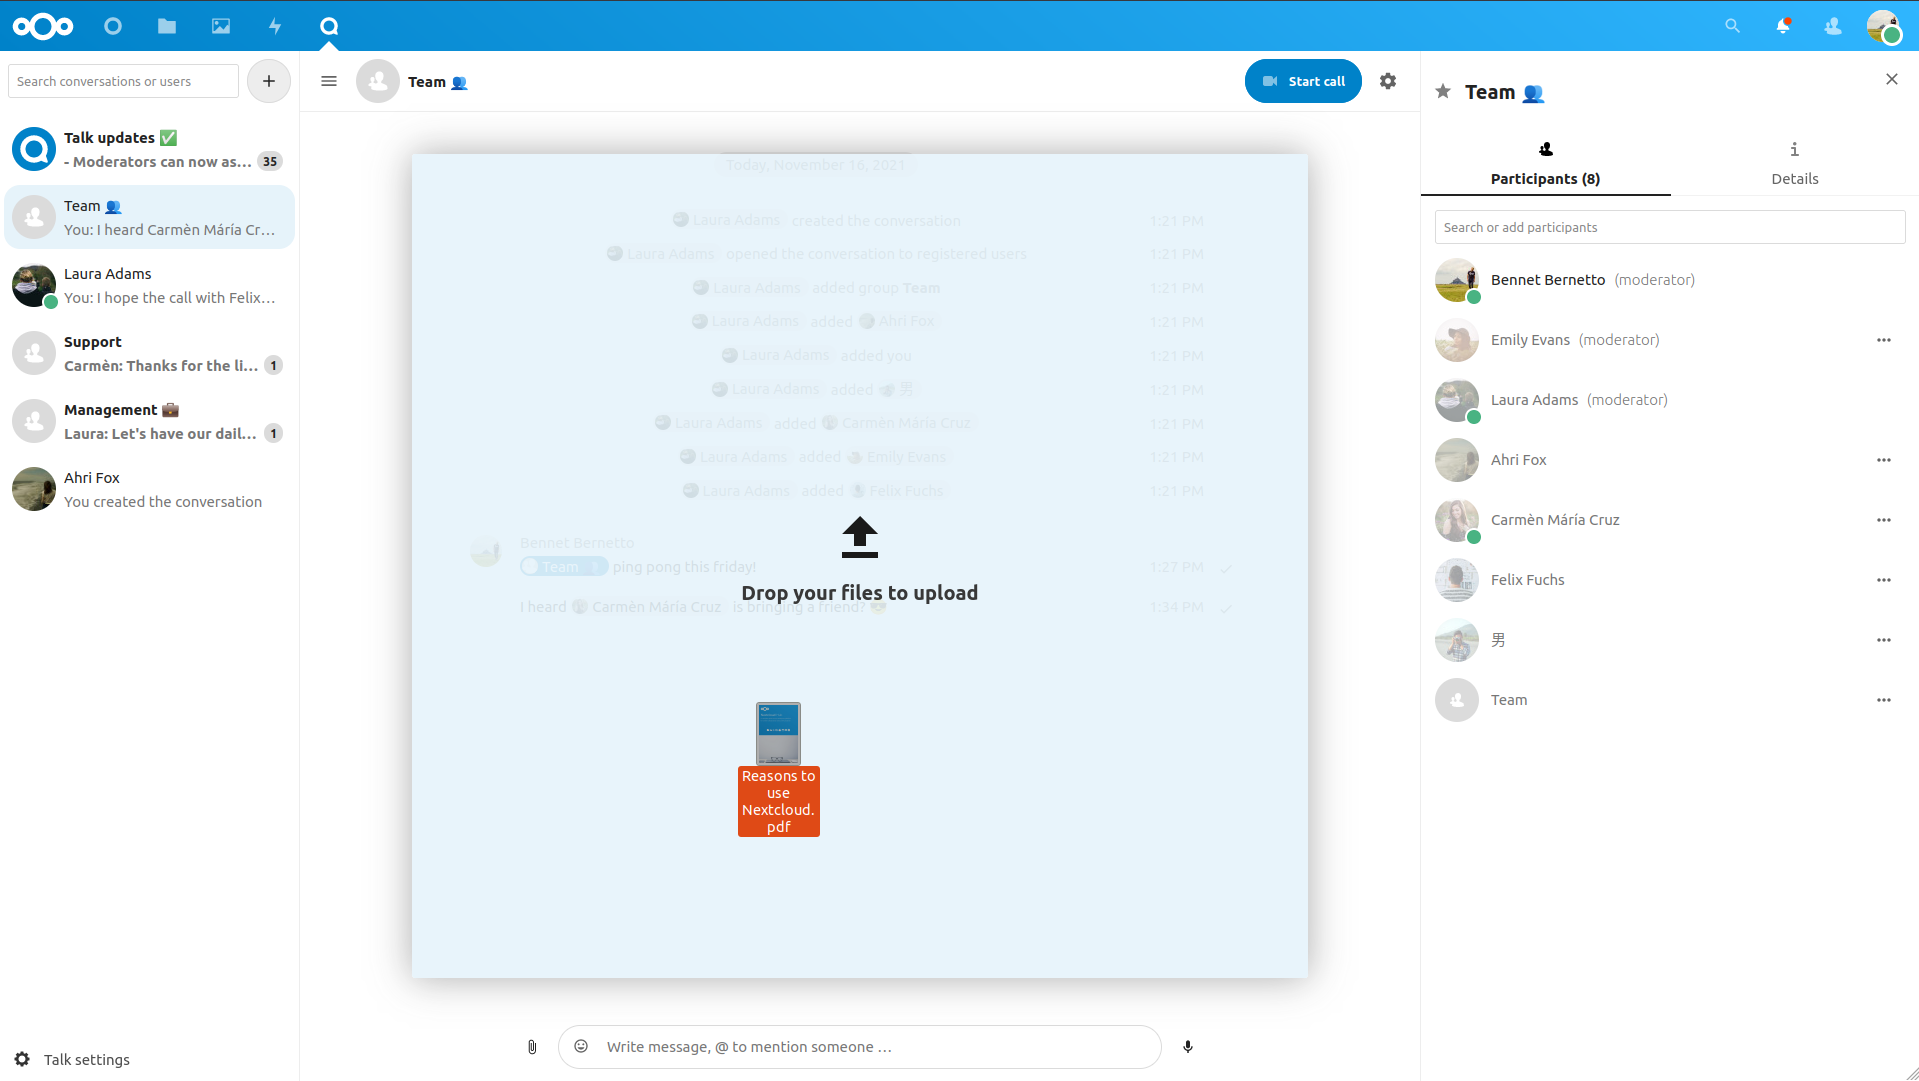 Search conversations or users
Talk updates ✅
- Moderators can now as...
35
Team 👥
You: I heard Carmèn Máría Cr...
Laura Adams
You: I hope the call with Felix...
Support
Carmèn: Thanks for the li...
1
Management 💼
Laura: Let's have our dail...
1
Ahri Fox
You created the conversation
Talk settings
Team 👥
Start call
Today, November 16, 2021
Laura Adams created the conversation 1:21 PM
Laura Adams opened the conversation to registered users 1:21 PM
Laura Adams added group Team 1:21 PM
Laura Adams added Ahri Fox 1:21 PM
Laura Adams added you 1:21 PM
Laura Adams added 男 1:21 PM
Laura Adams added Carmèn Máría Cruz 1:21 PM
Laura Adams added Emily Evans 1:21 PM
Laura Adams added Felix Fuchs 1:21 PM
Bennet Bernetto
Team 👥 ping pong this friday! 1:27 PM
Drop your files to upload
I heard Carmèn Máría Cruz is bringing a friend? 😎 1:34 PM
Reasons to
use
Nextcloud.
pdf
Write message, @ to mention someone ...
Team 👥
Participants (8)
Details
Search or add participants
Bennet Bernetto (moderator)
Emily Evans (moderator)
Laura Adams (moderator)
Ahri Fox
Carmèn Máría Cruz
Felix Fuchs
男
Team